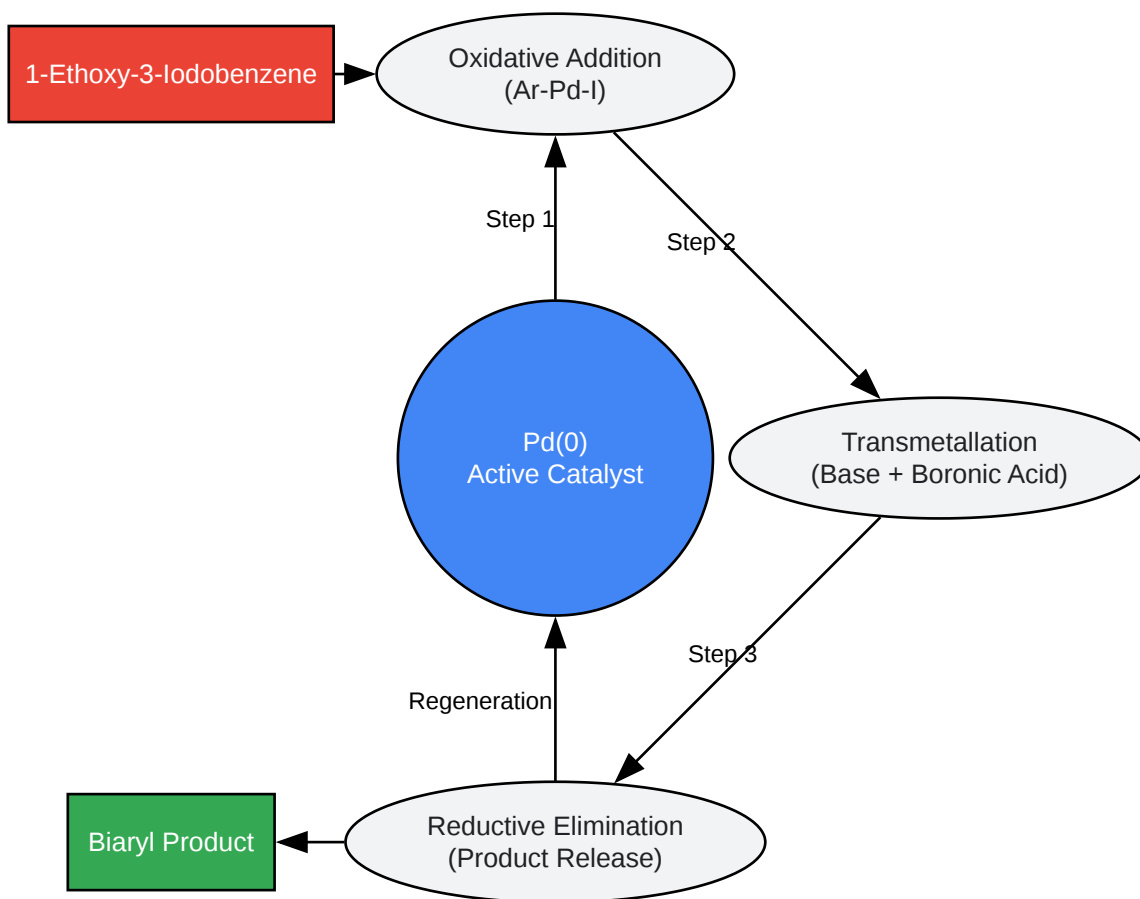 1-Ethoxy-3-Iodobenzene
Oxidative Addition
(Ar-Pd-I)
Step 1
Step 2
Pd(0)
Active Catalyst
Transmetallation
(Base + Boronic Acid)
Step 3
Regeneration
Biaryl Product
Reductive Elimination
(Product Release)